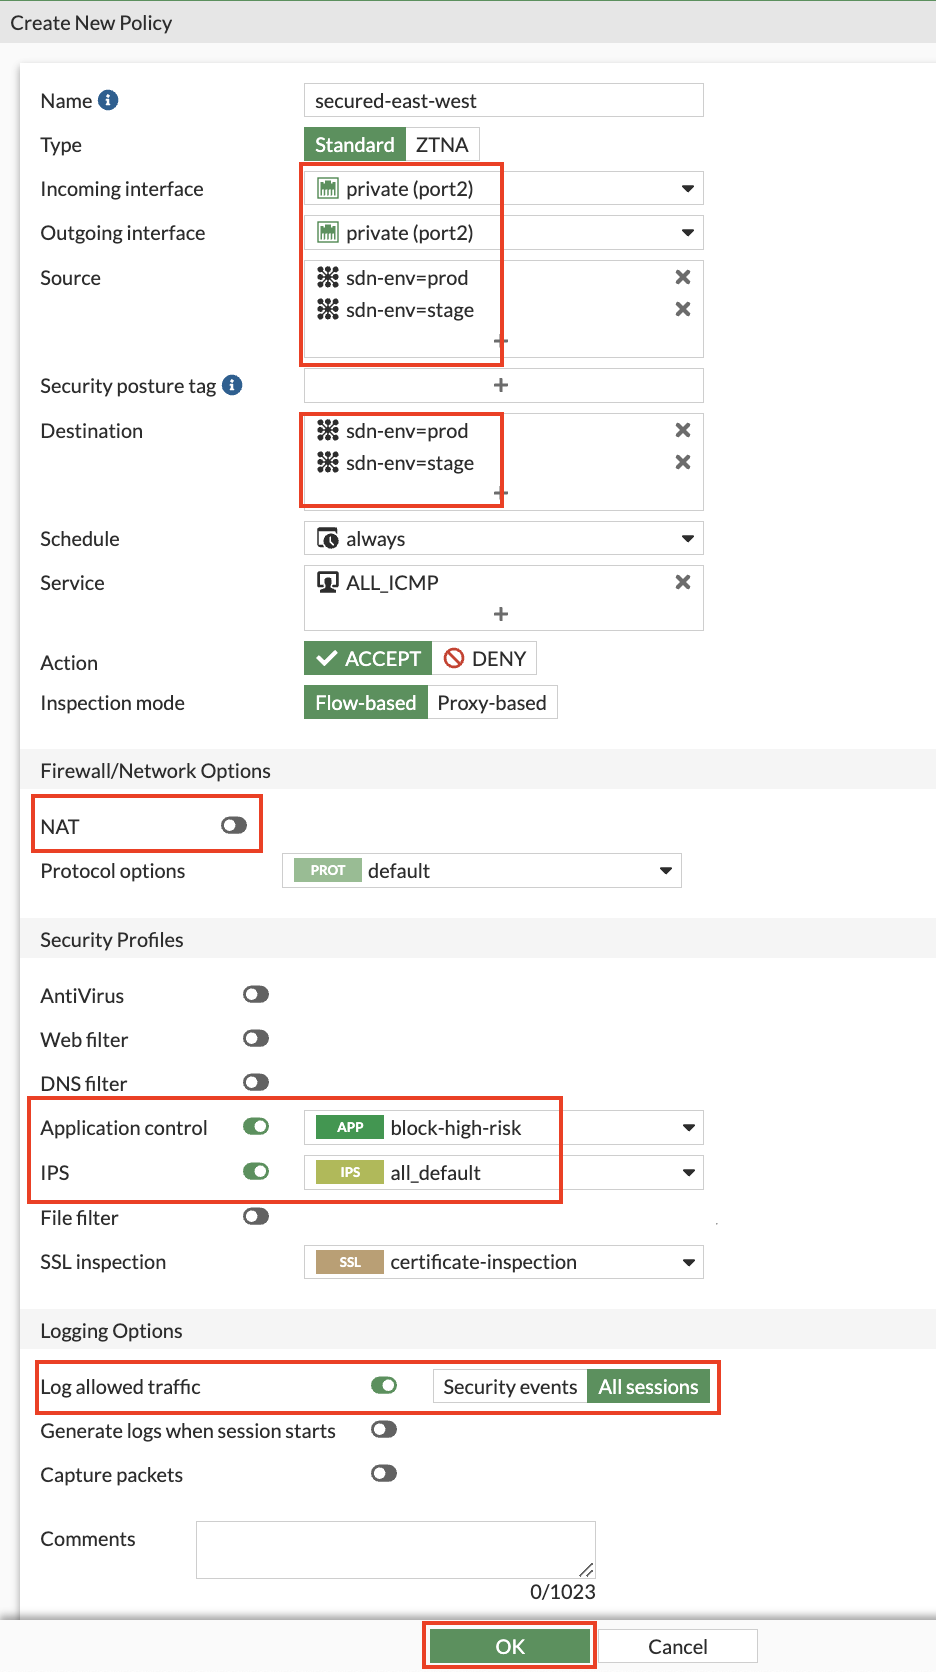 Create New Policy
Name secured-east-west
Type Standard ZTNA
Incoming interface private (port2)
Outgoing interface private (port2)
Source sdn-env=prod
sdn-env=stage
+
Security posture tag +
Destination sdn-env=prod
sdn-env=stage
+
Schedule always
Service ALL_ICMP
+
Action ACCEPT DENY
Inspection mode Flow-based Proxy-based
Firewall/Network Options
NAT
Protocol options PROT default
Security Profiles
AntiVirus
Web filter
DNS filter
Application control APP block-high-risk
IPS IPS all_default
File filter
SSL inspection SSL certificate-inspection
Logging Options
Log allowed traffic Security events All sessions
Generate logs when session starts
Capture packets
Comments
0/1023
OK Cancel